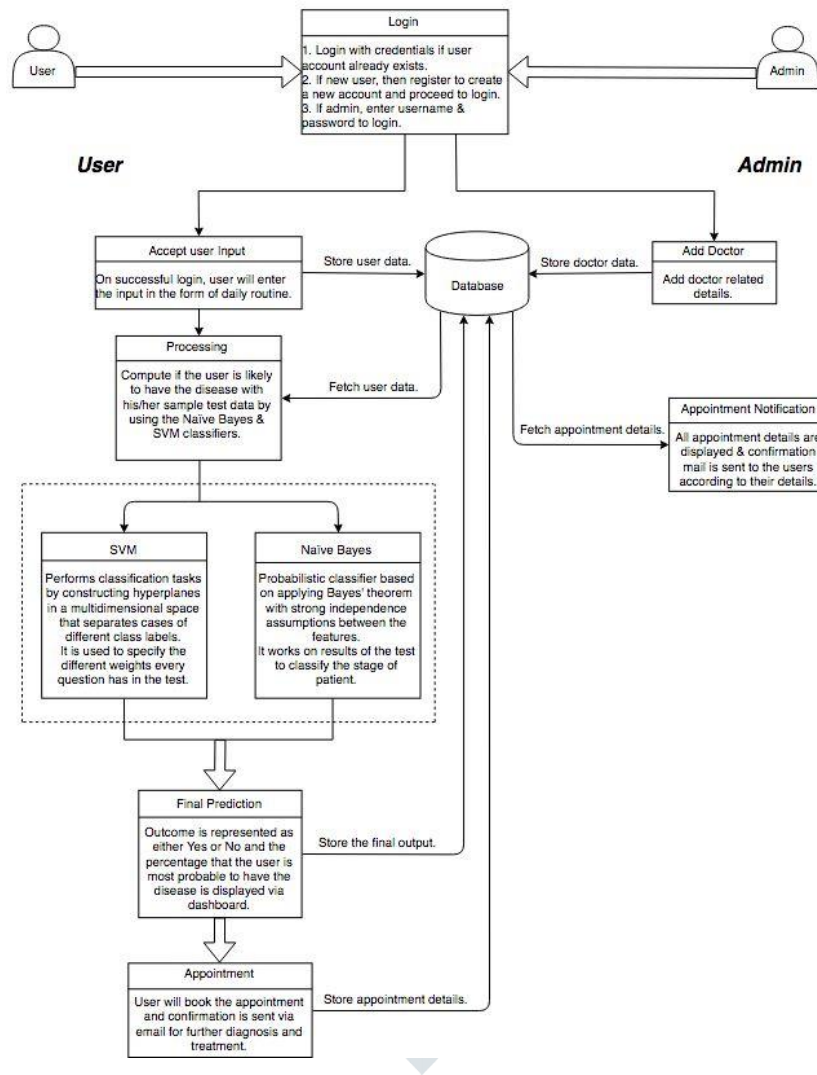 Login
1. Login with credentials if user
account already exists.
2. If new user, then register to create
a new account and proceed to login.
3. If admin, enter username &
password to login.
User
Admin
User
Admin
Accept user Input
On successful login, user will enter
the input in the form of daily routine.
Store user data.
Database
Store doctor data.
Add Doctor
Add doctor related
details.
Processing
Compute if the user is likely
to have the disease with
his/her sample test data by
using the Naïve Bayes &
SVM classifiers.
Fetch user data.
Fetch appointment details.
Appointment Notification
All appointment details are
displayed & confirmation
mail is sent to the users
according to their details.
SVM
Performs classification tasks
by constructing hyperplanes
in a multidimensional space
that separates cases of
different class labels.
It is used to specify the
different weights every
question has in the test.
Naïve Bayes
Probabilistic classifier based
on applying Bayes' theorem
with strong independence
assumptions between the
features.
It works on results of the test
to classify the stage of
patient.
Final Prediction
Outcome is represented as
either Yes or No and the
percentage that the user is
most probable to have the
disease is displayed via
dashboard.
Store the final output.
Appointment
User will book the appointment
and confirmation is sent via
email for further diagnosis and
treatment.
Store appointment details.